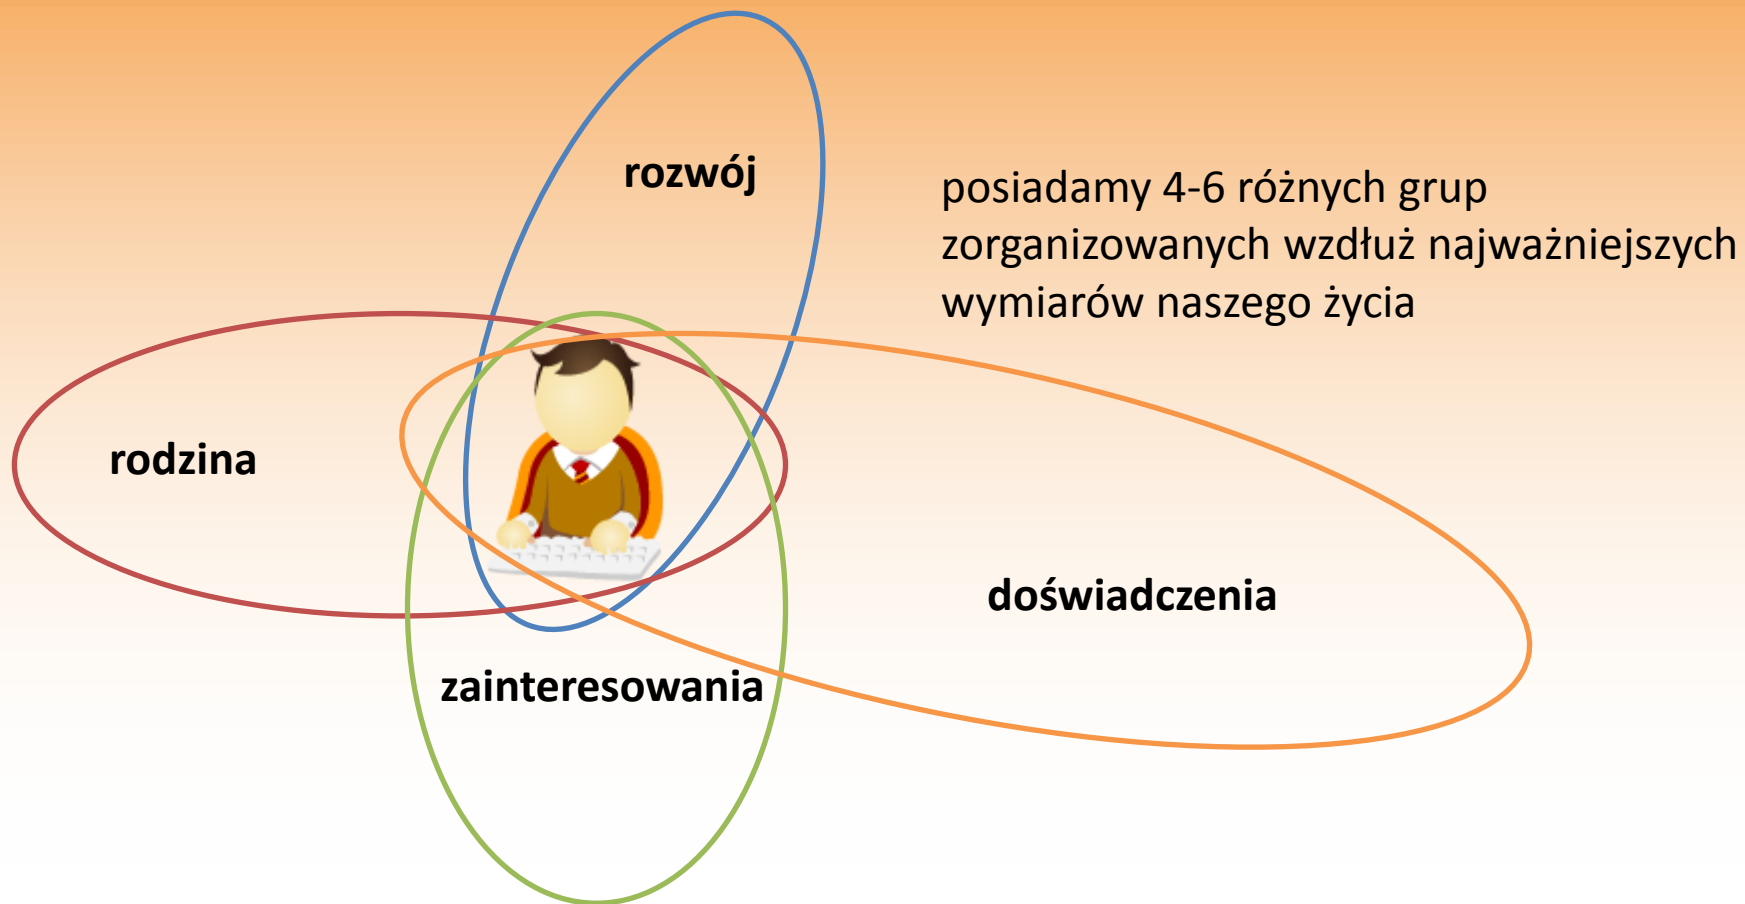 rozwój
posiadamy 4-6 różnych grup
zorganizowanych wzdłuż najważniejszych
wymiarów naszego życia
rodzina
doświadczenia
zainteresowania